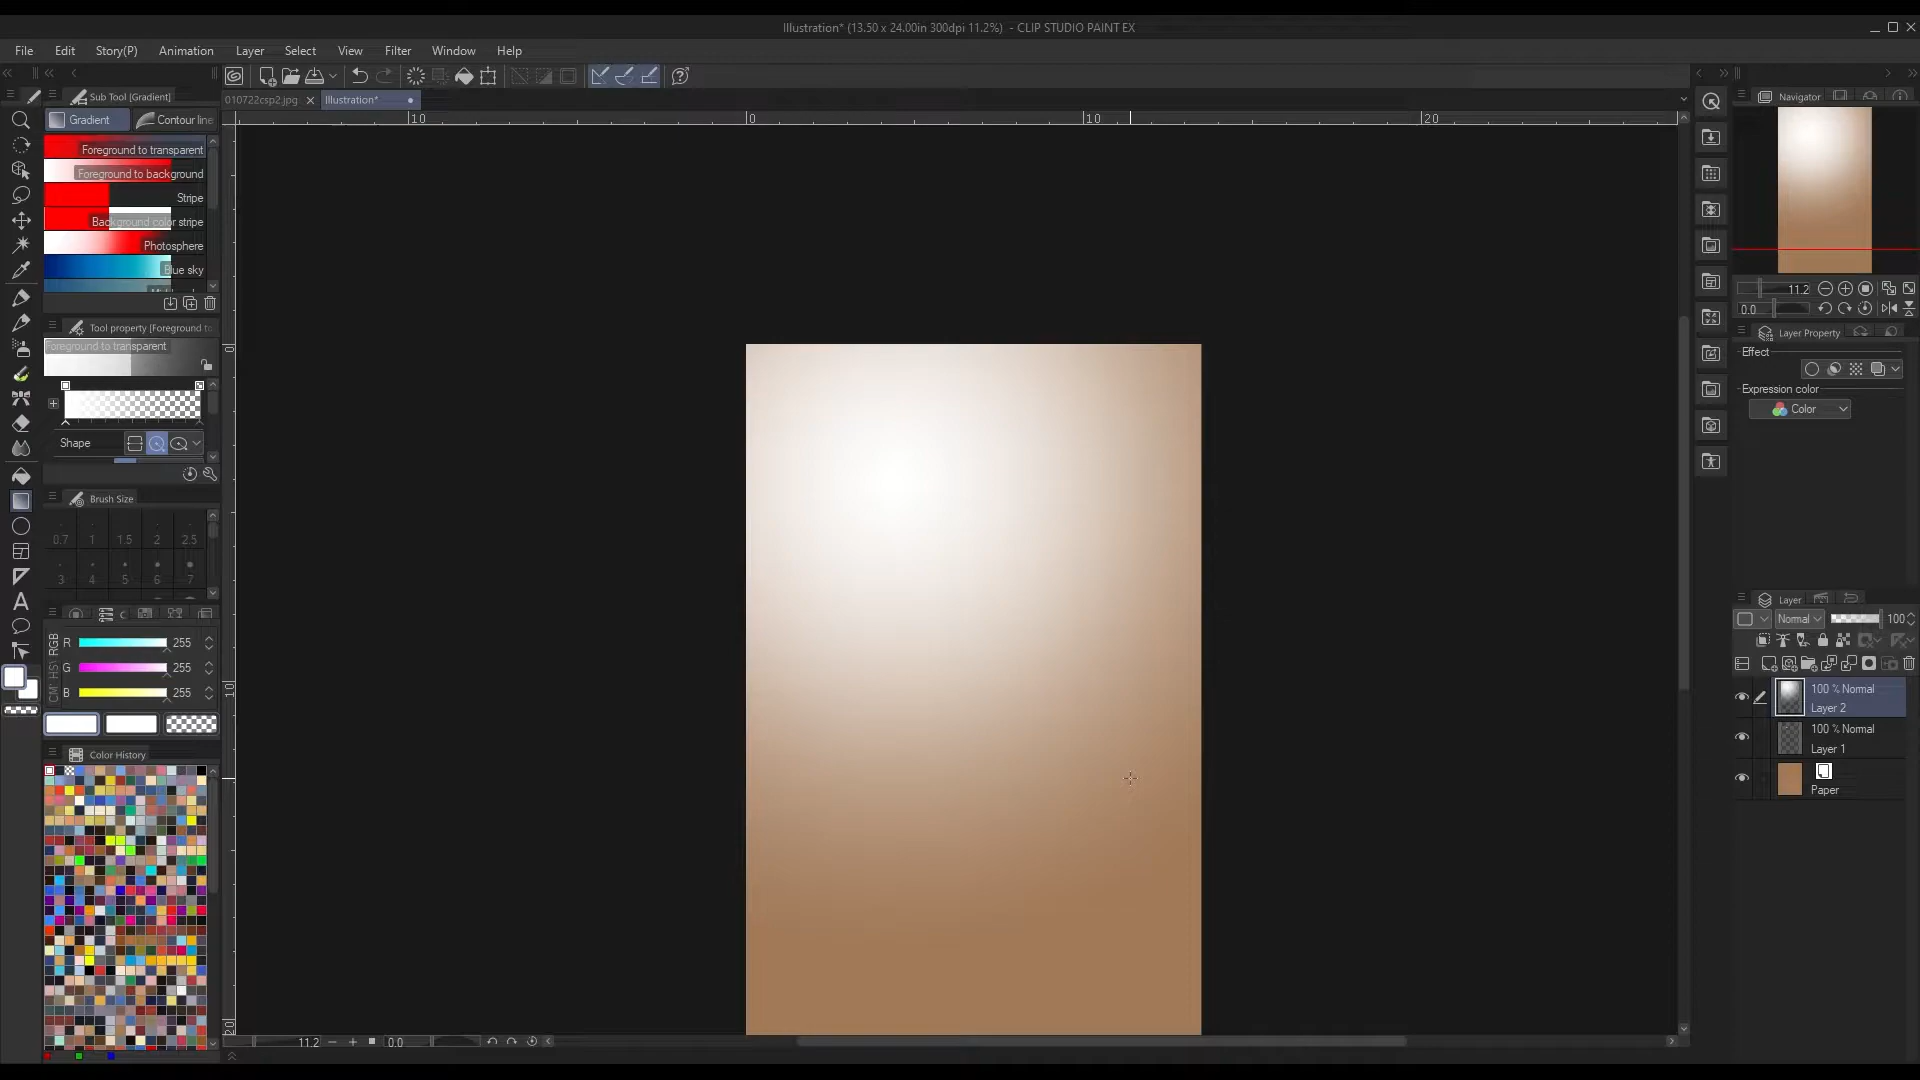 Illustration* (13.50 x 24.00in 300dpi 11.2%) - CLIP STUDIO PAINT EX
File Edit Story(P) Animation Layer Select View Filter Window Help
Sub Tool [Gradient]
010722csp2.jpg
Illustration*
Navigator
Gradient
Contour line
10 0 10 20
Foreground to transparent
Foreground to background
Stripe
Background color stripe
Photosphere
Blue sky
11.2
0.0
Tool property [Foreground to
Foreground to transparent
Layer Property
Effect
Expression color
Color
Shape
Brush Size
0.7 1 1.5 2 2.5
3 4 5 6 7
Layer
Normal 100
RGB
R 255
G 255
B 255
100 % Normal
Layer 2
100 % Normal
Layer 1
Paper
Color History
0
10
20
11.2 0.0